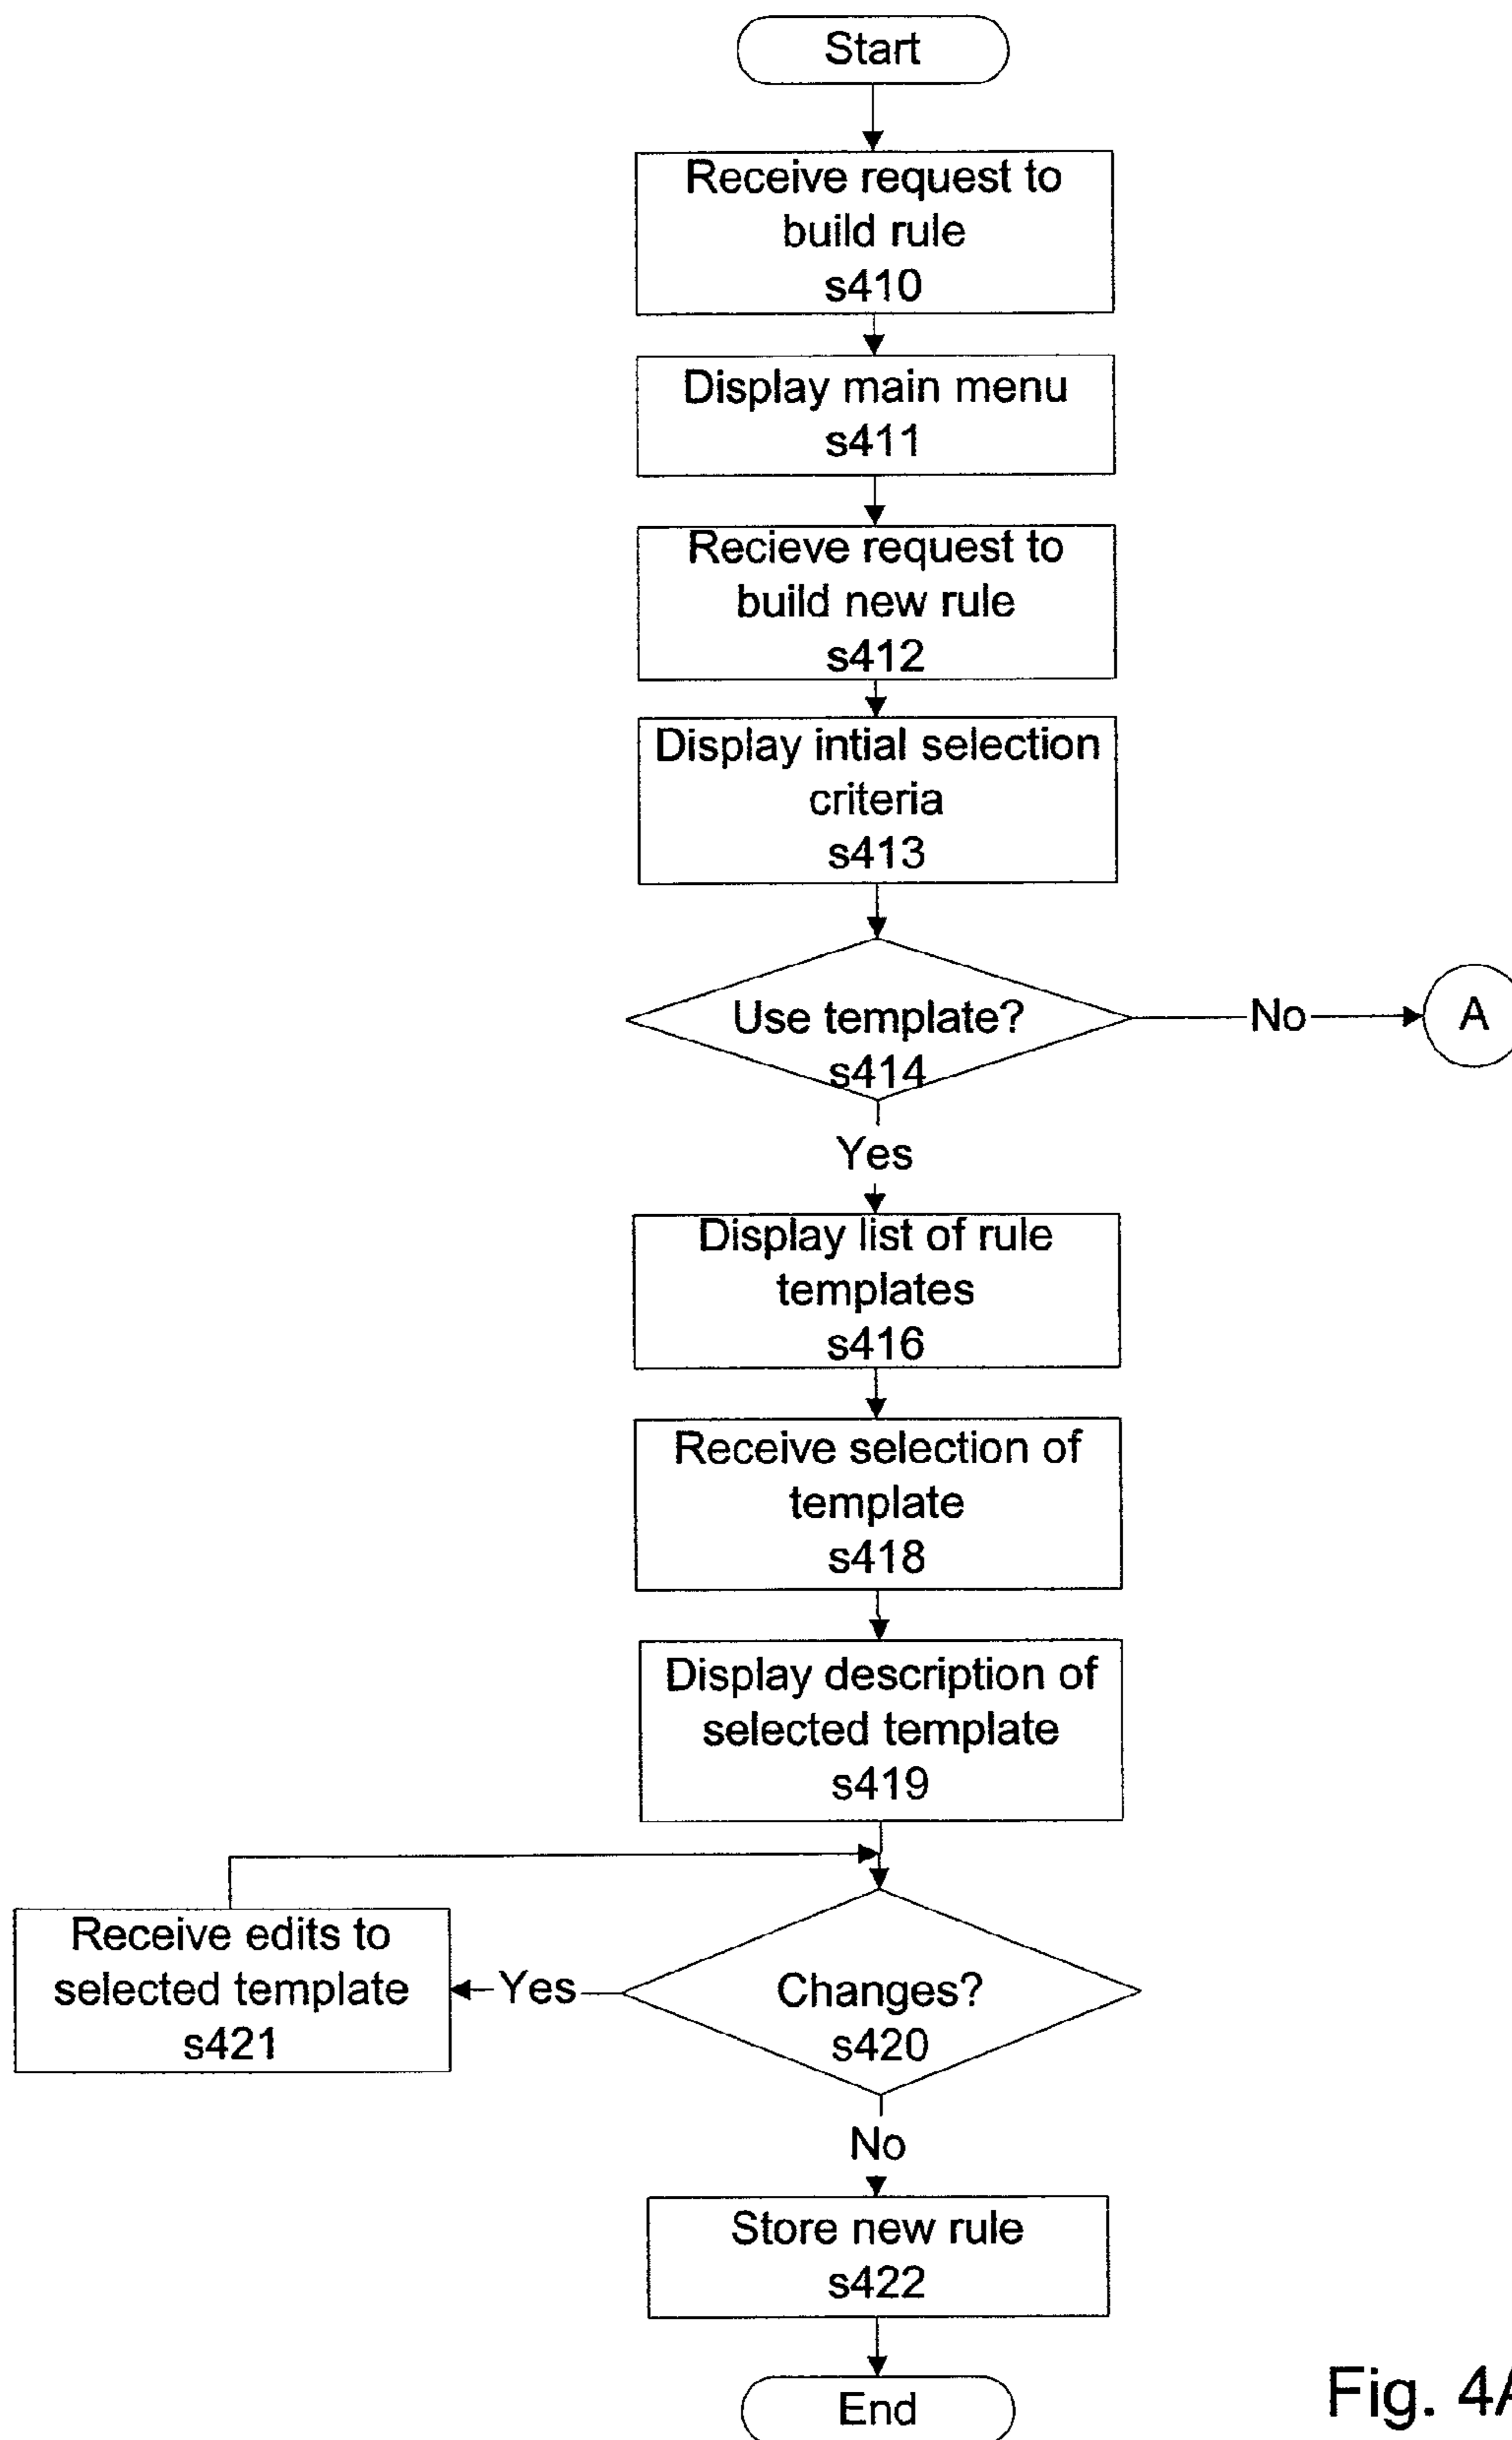 Start
Receive request to
build rule
s410
Display main menu
s411
Recieve request to
build new rule
s412
Display intial selection
criteria
s413
Use template?
s414
No
A
Yes
Display list of rule
templates
s416
Receive selection of
template
s418
Display description of
selected template
s419
Receive edits to
selected template
s421
Yes
Changes?
s420
No
Store new rule
s422
End
Fig. 4A